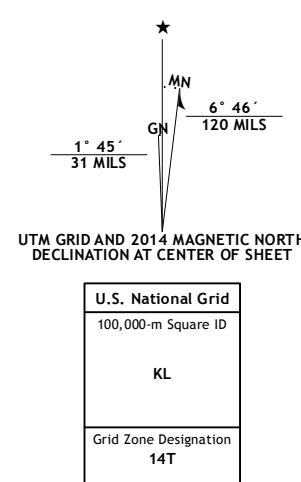 ★
MN
GN
6° 46´
120 MILS
1° 45´
31 MILS
UTM GRID AND 2014 MAGNETIC NORTH
DECLINATION AT CENTER OF SHEET
U.S. National Grid
100,000-m Square ID
KL
Grid Zone Designation
14T